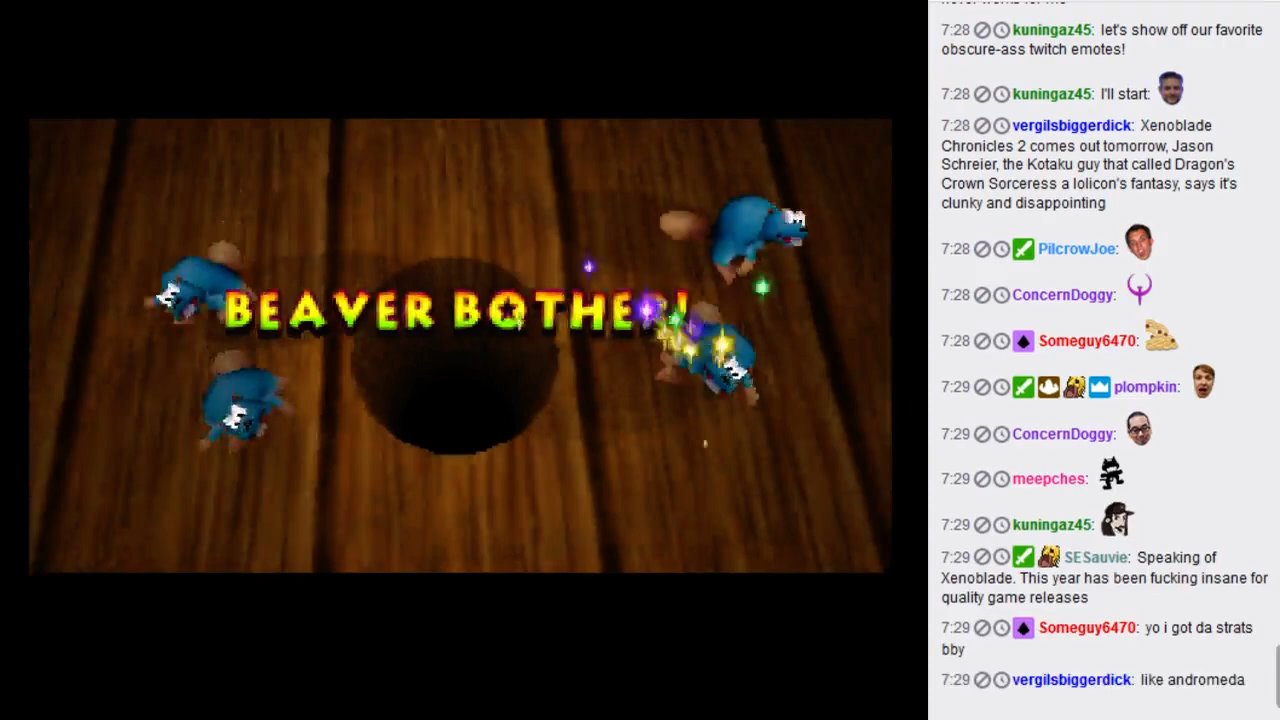 BEAVER BOTHER!
7:28 kuningaz45: let's show off our favorite
obscure-ass twitch emotes!
7:28 kuningaz45: I'll start:
7:28 vergilsbiggerdick: Xenoblade
Chronicles 2 comes out tomorrow, Jason
Schreier, the Kotaku guy that called Dragon's
Crown Sorceress a lolicon's fantasy, says it's
clunky and disappointing
7:28 PilcrowJoe:
7:28 ConcernDoggy:
7:28 Someguy6470:
7:29 plompkin:
7:29 ConcernDoggy:
7:29 meepches:
7:29 kuningaz45:
7:29 SESauvie: Speaking of
Xenoblade. This year has been fucking insane for
quality game releases
7:29 Someguy6470: yo i got da strats
bby
7:29 vergilsbiggerdick: like andromeda